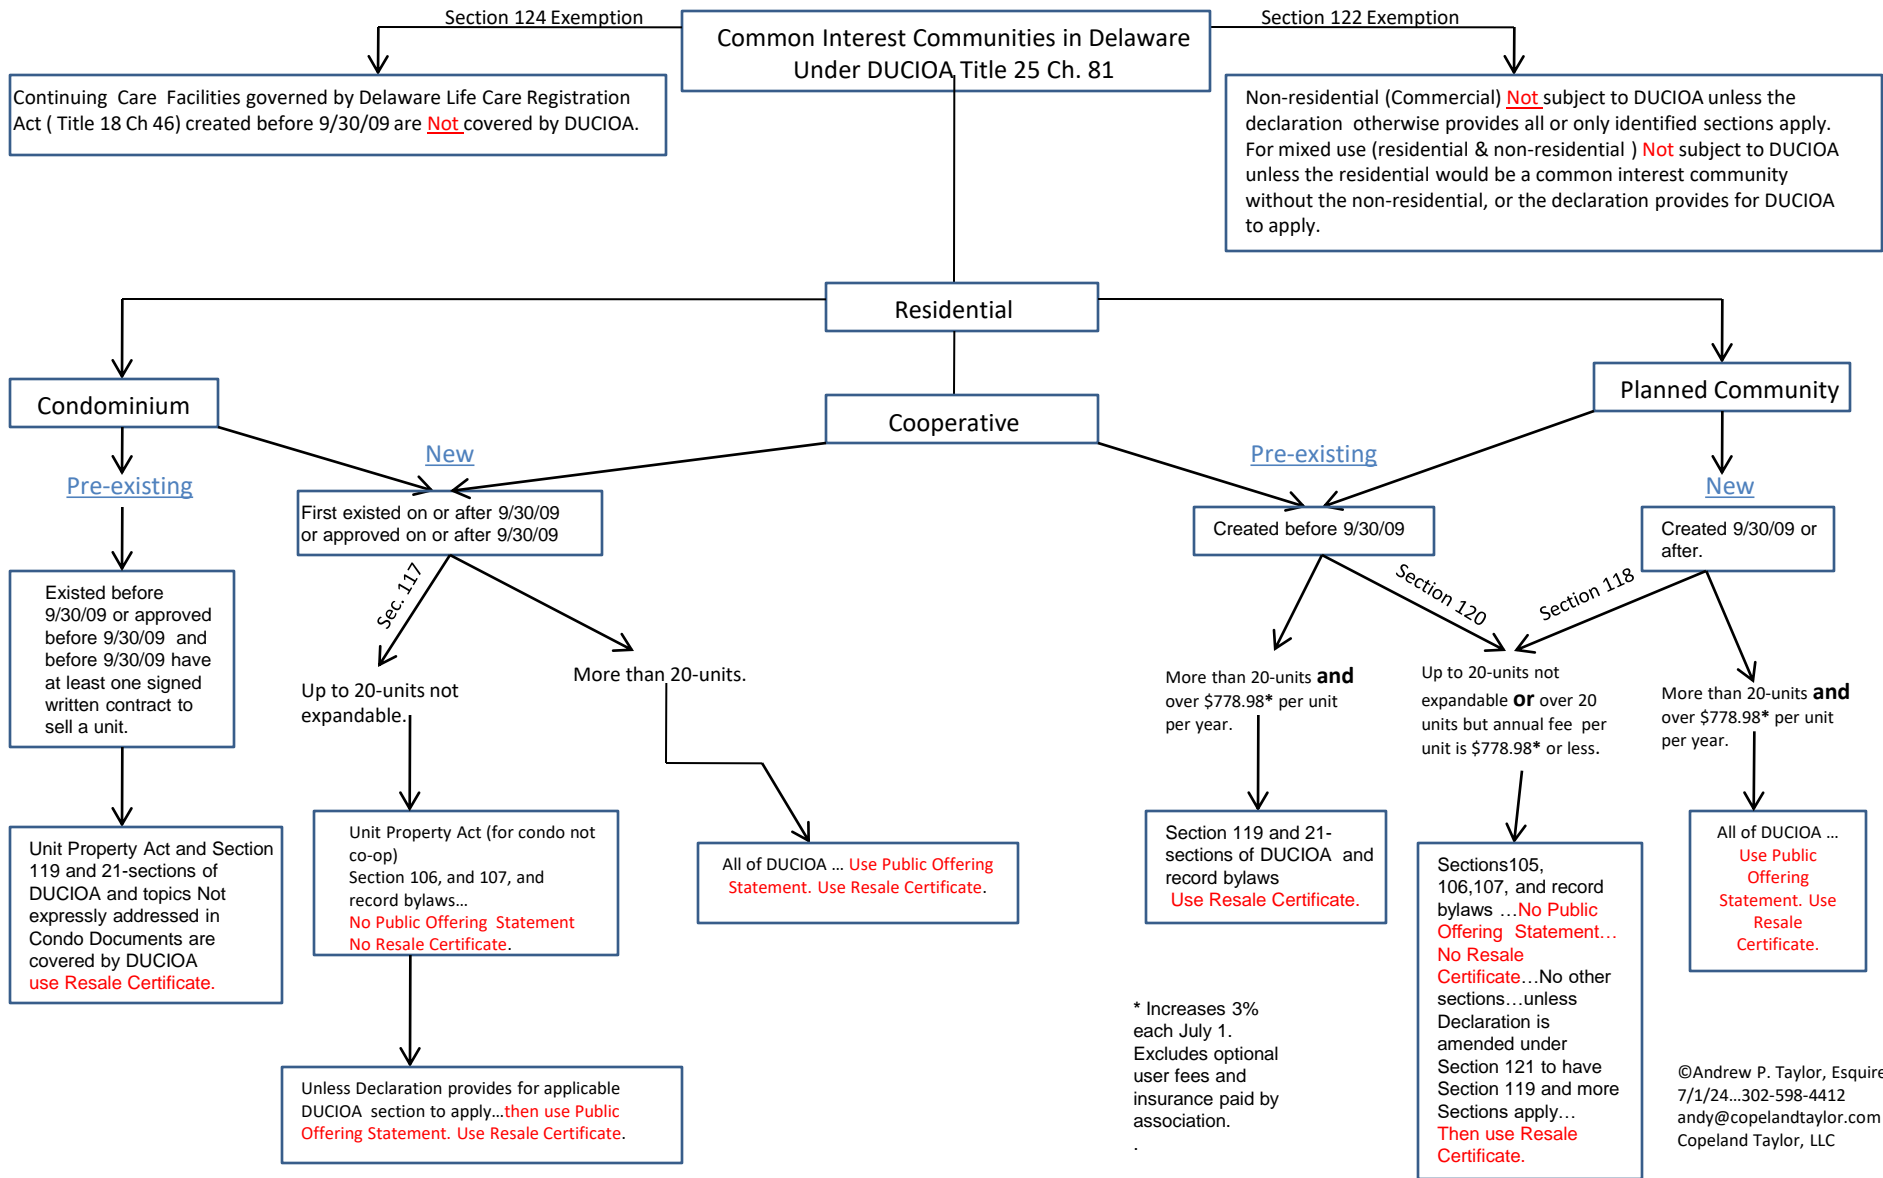 Section 124 Exemption
Section 122 Exemption
Common Interest Communities in Delaware
Under DUCIOA Title 25 Ch. 81
Continuing Care Facilities governed by Delaware Life Care Registration
Act ( Title 18 Ch 46) created before 9/30/09 are Not covered by DUCIOA.
Non-residential (Commercial) Not subject to DUCIOA unless the
declaration otherwise provides all or only identified sections apply.
For mixed use (residential & non-residential ) Not subject to DUCIOA
unless the residential would be a common interest community
without the non-residential, or the declaration provides for DUCIOA
to apply.
Residential
Condominium
Cooperative
Planned Community
New
Pre-existing
Pre-existing
New
First existed on or after 9/30/09
or approved on or after 9/30/09
Created before 9/30/09
Created 9/30/09 or
after.
Existed before
9/30/09 or approved
before 9/30/09 and
before 9/30/09 have
at least one signed
written contract to
sell a unit.
Sec. 117
Section 120
Section 118
Up to 20-units not
expandable.
More than 20-units.
More than 20-units and
over $778.98* per unit
per year.
Up to 20-units not
expandable or over 20
units but annual fee per
unit is $778.98* or less.
More than 20-units and
over $778.98* per unit
per year.
Unit Property Act and Section
119 and 21-sections of
DUCIOA and topics Not
expressly addressed in
Condo Documents are
covered by DUCIOA
use Resale Certificate.
Unit Property Act (for condo not
co-op)
Section 106, and 107, and
record bylaws…
No Public Offering Statement
No Resale Certificate.
All of DUCIOA … Use Public Offering
Statement. Use Resale Certificate.
Section 119 and 21-
sections of DUCIOA and
record bylaws
Use Resale Certificate.
Sections105,
106,107, and record
bylaws …No Public
Offering Statement…
No Resale
Certificate…No other
sections…unless
Declaration is
amended under
Section 121 to have
Section 119 and more
Sections apply…
Then use Resale
Certificate.
All of DUCIOA …
Use Public
Offering
Statement. Use
Resale
Certificate.
Unless Declaration provides for applicable
DUCIOA section to apply…then use Public
Offering Statement. Use Resale Certificate.
* Increases 3%
each July 1.
Excludes optional
user fees and
insurance paid by
association.
.
©Andrew P. Taylor, Esquire
7/1/24…302-598-4412
andy@copelandtaylor.com
Copeland Taylor, LLC